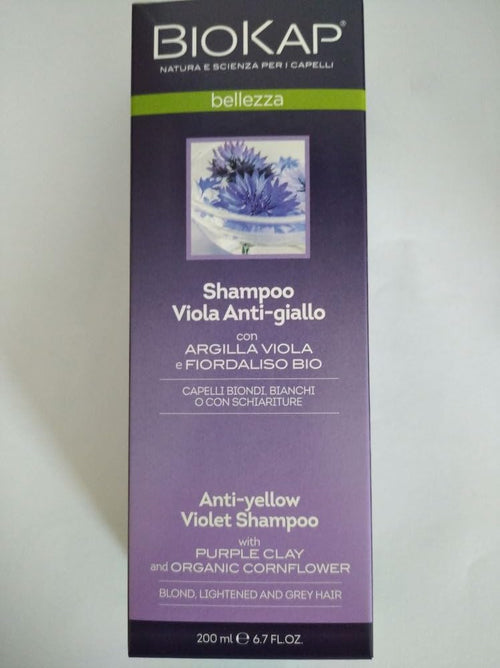 BIOKAP®
NATURA E SCIENZA PER I CAPELLI
bellezza
Shampoo
Viola Anti-giallo
con
ARGILLA VIOLA
e FIORDALISO BIO
CAPELLI BIONDI, BIANCHI
O CON SCHIARITURE
Anti-yellow
Violet Shampoo
with
PURPLE CLAY
and ORGANIC CORNFLOWER
BLOND, LIGHTENED AND GREY HAIR
200 ml ℮ 6.7 FL.OZ.